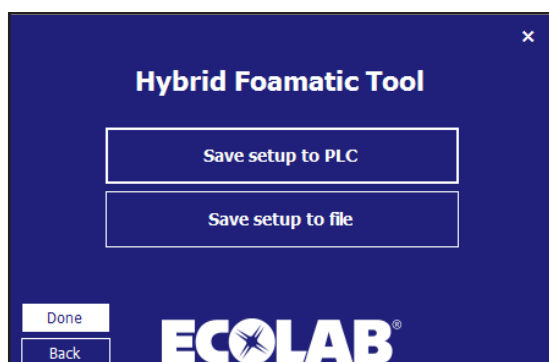 ×
Hybrid Foamatic Tool
Save setup to PLC
Save setup to file
Done
Back
ECOLAB®